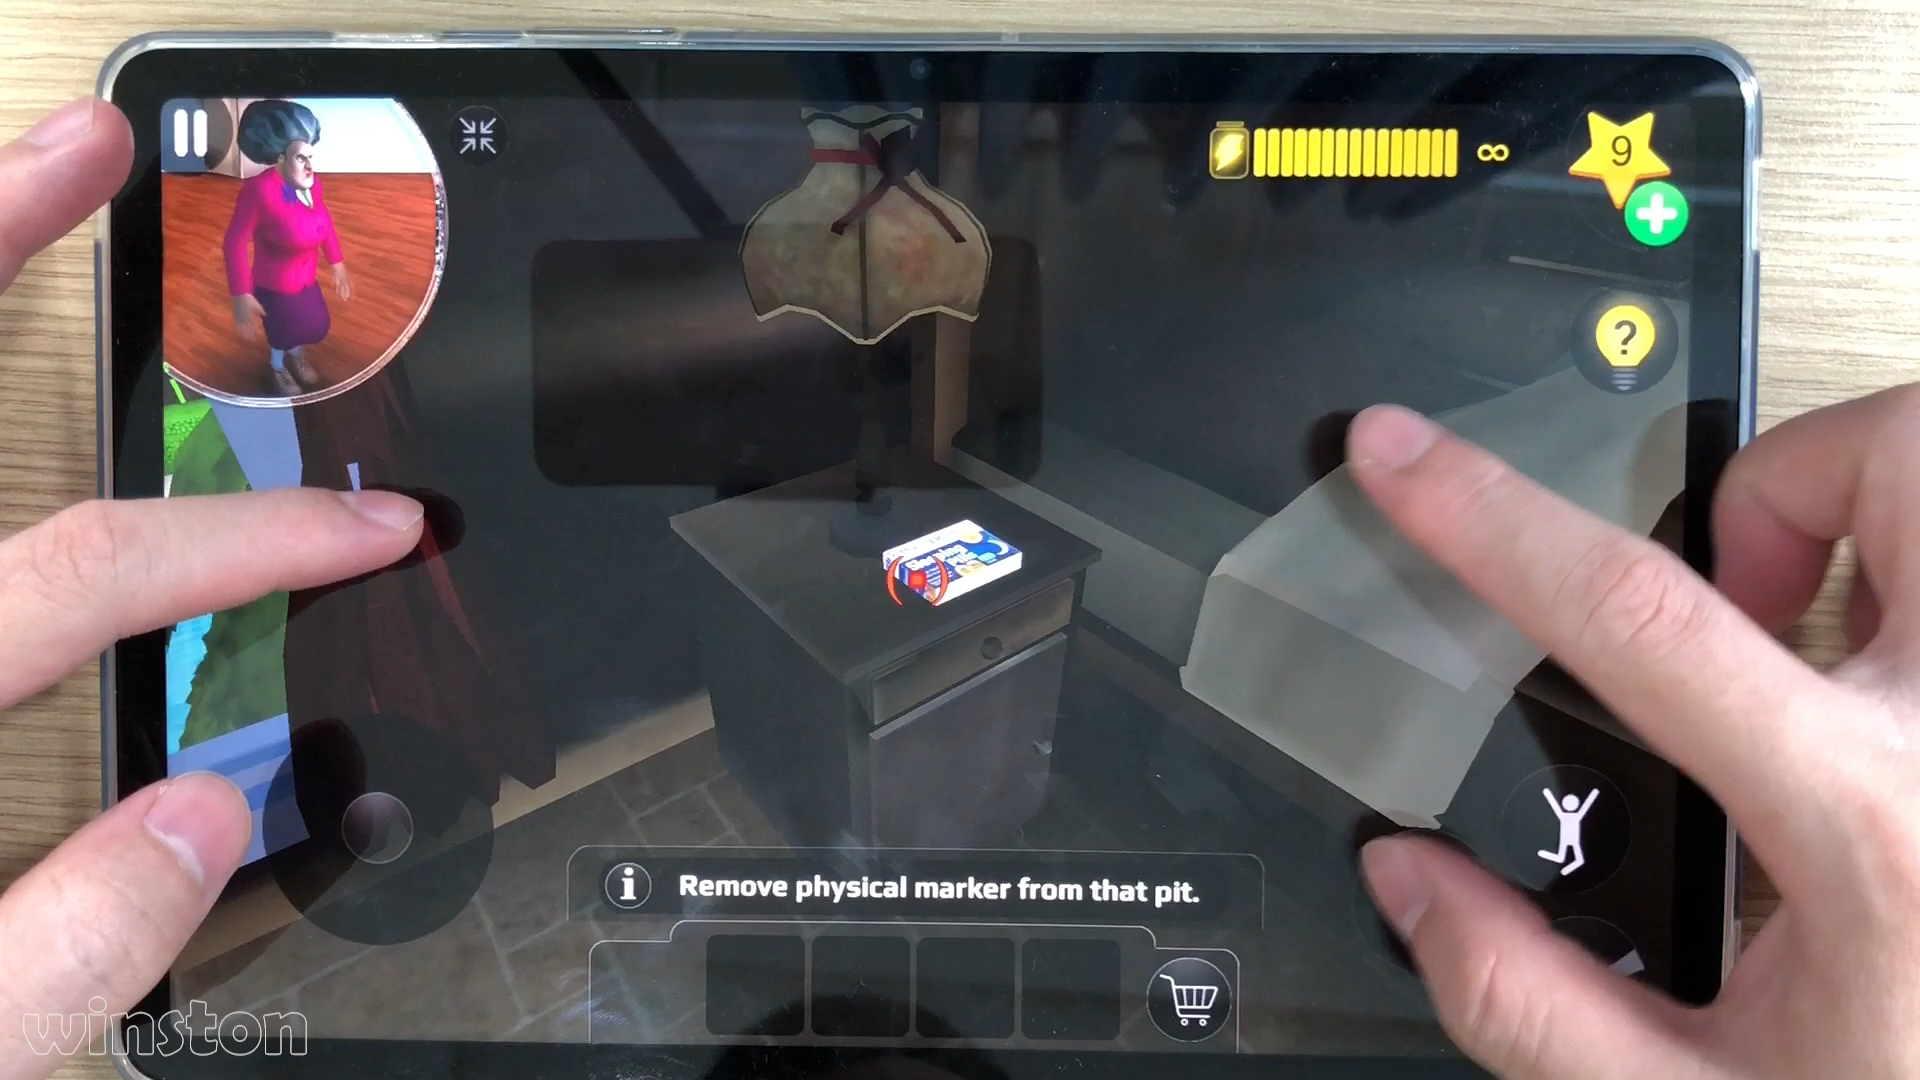 9
∞
?
i Remove physical marker from that pit.
winston